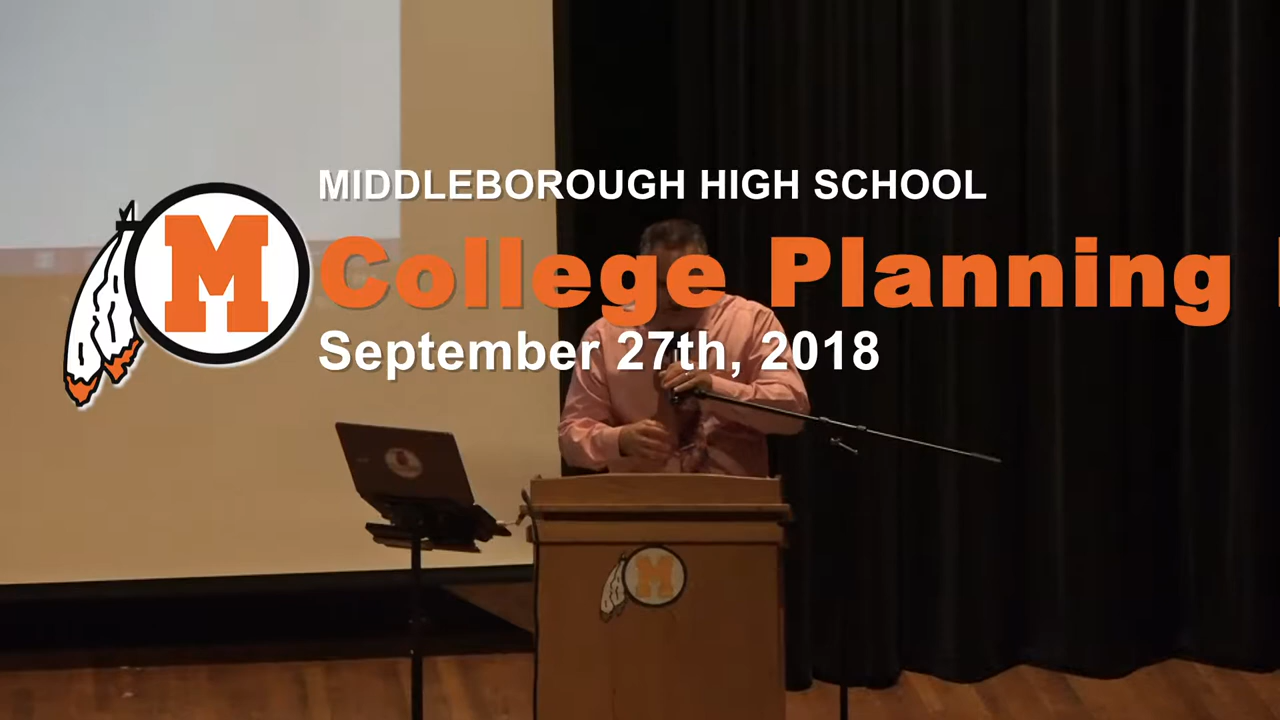 MIDDLEBOROUGH HIGH SCHOOL
M College Planning
September 27th, 2018
M